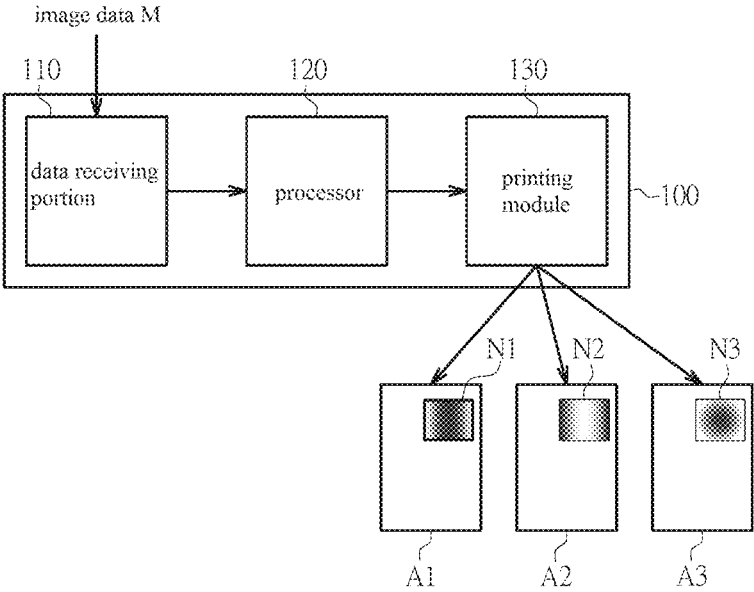 image data M
110
120
130
data receiving
portion
processor
printing
module
100
N1
N2
N3
A1
A2
A3